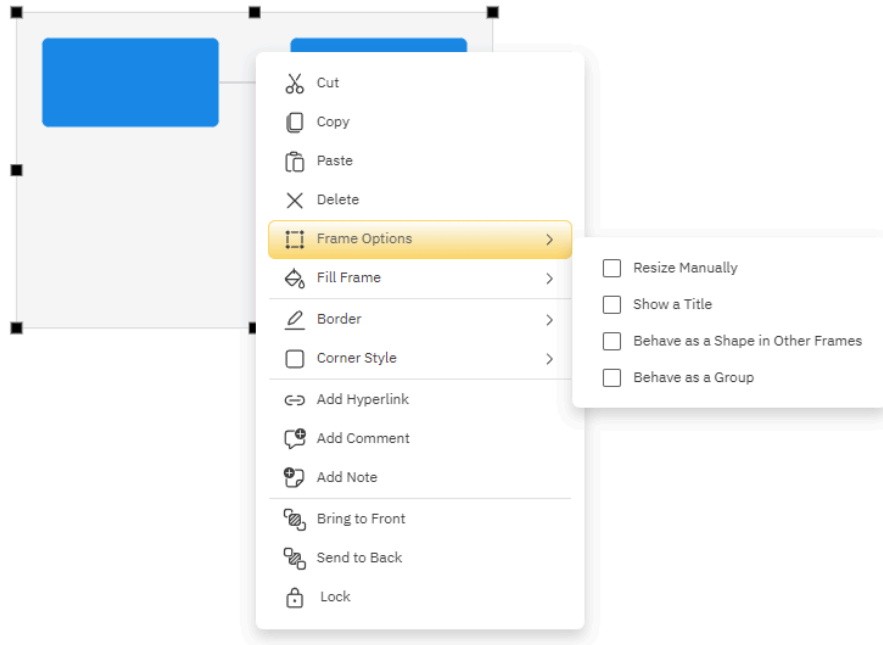 Cut
Copy
Paste
Delete
Frame Options
Fill Frame
Border
Corner Style
Add Hyperlink
Add Comment
Add Note
Bring to Front
Send to Back
Lock
Resize Manually
Show a Title
Behave as a Shape in Other Frames
Behave as a Group